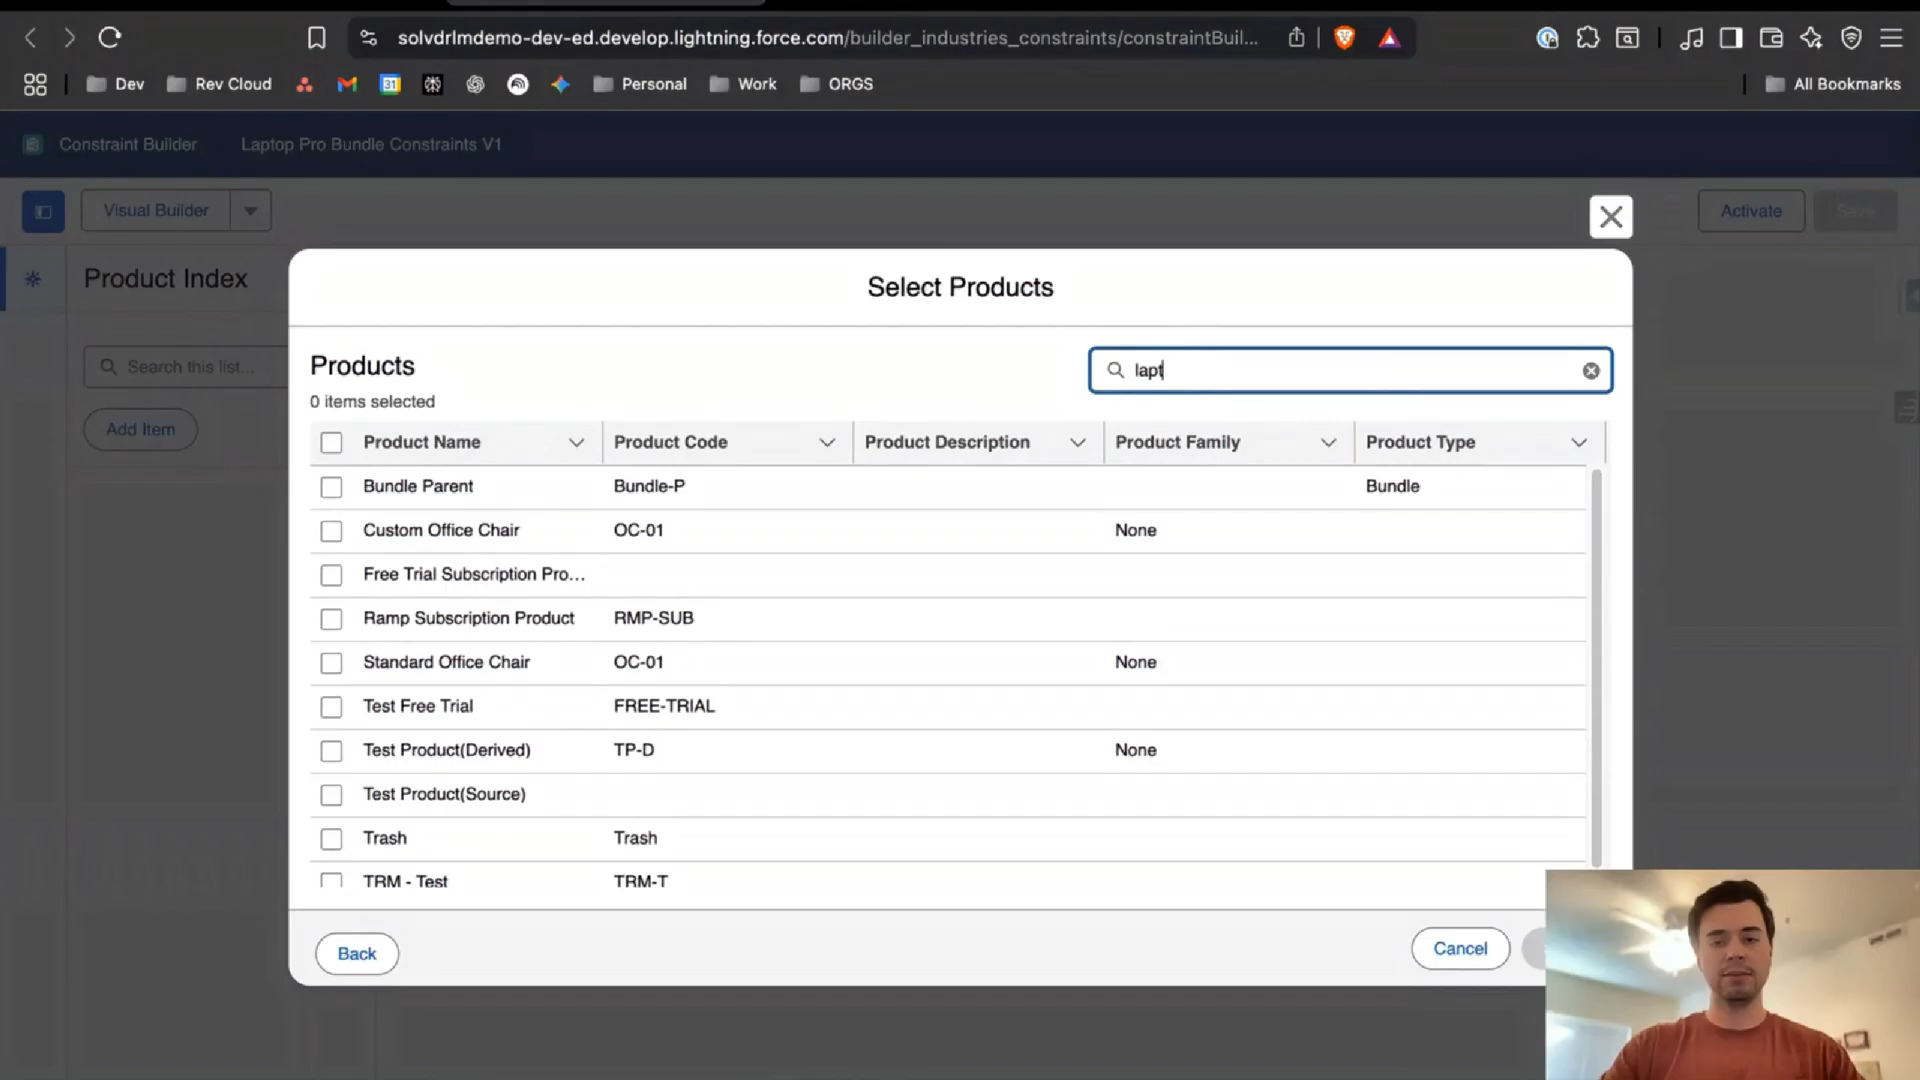 solvdrlmdemo-dev-ed.develop.lightning.force.com/builder_industries_constraints/constraintBuil...
Dev
Rev Cloud
31
Personal
Work
ORGS
All Bookmarks
Constraint Builder
Laptop Pro Bundle Constraints V1
Visual Builder
Activate
Save
Product Index
Search this list...
Add Item
Select Products
Products
0 items selected
lapt
Product Name Product Code Product Description Product Family Product Type
Bundle Parent Bundle-P Bundle
Custom Office Chair OC-01 None
Free Trial Subscription Pro...
Ramp Subscription Product RMP-SUB
Standard Office Chair OC-01 None
Test Free Trial FREE-TRIAL
Test Product(Derived) TP-D None
Test Product(Source)
Trash Trash
TRM - Test TRM-T
Back
Cancel